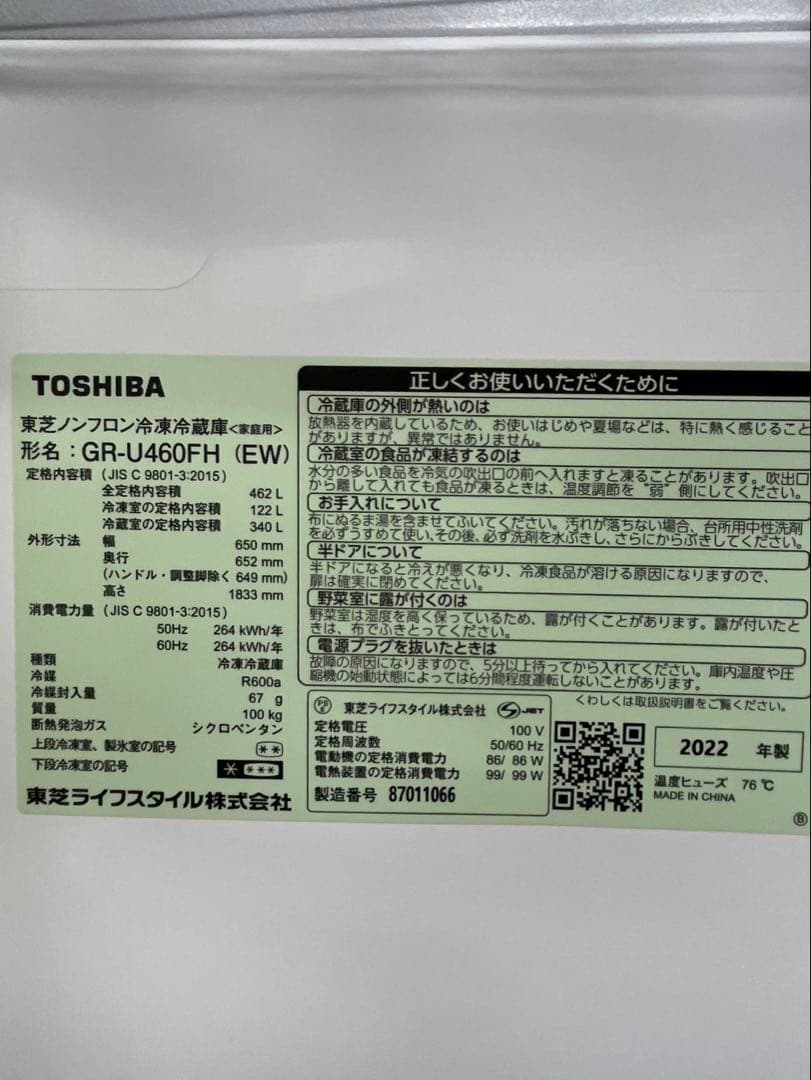 TOSHIBA
東芝ノンフロン冷凍冷蔵庫<家庭用>
形名：GR-U460FH (EW)
定格内容積 (JIS C 9801-3:2015)
全定格内容積 462 L
冷凍室の定格内容積 122 L
冷蔵室の定格内容積 340 L
外形寸法 幅 650 mm
奥行 652 mm
(ハンドル・調整脚除く 649 mm)
高さ 1833 mm
消費電力量 (JIS C 9801-3:2015)
50Hz 264 kWh/年
60Hz 264 kWh/年
種類 冷凍冷蔵庫
冷媒 R600a
冷媒封入量 67 g
質量 100 kg
断熱発泡ガス シクロペンタン
上段冷凍室、製氷室の記号
下段冷凍室の記号
東芝ライフスタイル株式会社
正しくお使いいただくために
冷蔵庫の外側が熱いのは
放熱器を内蔵しているため、お使いはじめや夏場などは、特に熱く感じること
がありますが、異常ではありません。
冷蔵室の食品が凍結するのは
水分の多い食品を冷気の吹出口の前へ入れますと凍ることがあります。吹出口
から離して入れても食品が凍るときは、温度調節を"弱"側にしてください。
お手入れについて
布にぬるま湯を含ませてふいてください。汚れが落ちない場合、台所用中性洗剤
を必ずうすめて使い、その後、必ず洗剤を水ぶきし、さらにからぶきしてください。
半ドアについて
半ドアになると冷えが悪くなり、冷凍食品が溶ける原因になりますので、
扉は確実に閉めてください。
野菜室に露が付くのは
野菜室は湿度を高く保っているため、露が付くことがあります。露が付いたと
きは、布でふきとってください。
電源プラグを抜いたときは
故障の原因になりますので、5分以上待ってから入れてください。庫内温度や圧
縮機の始動状態によっては6分間程度運転しないことがあります。
くわしくは取扱説明書をご覧ください。
PS E 東芝ライフスタイル株式会社 S JET
定格電圧 100 V
定格周波数 50/60 Hz
電動機の定格消費電力 86/ 86 W
電熱装置の定格消費電力 99/ 99 W
製造番号 87011066
2022 年製
温度ヒューズ 76 ℃
MADE IN CHINA
Ⓑ